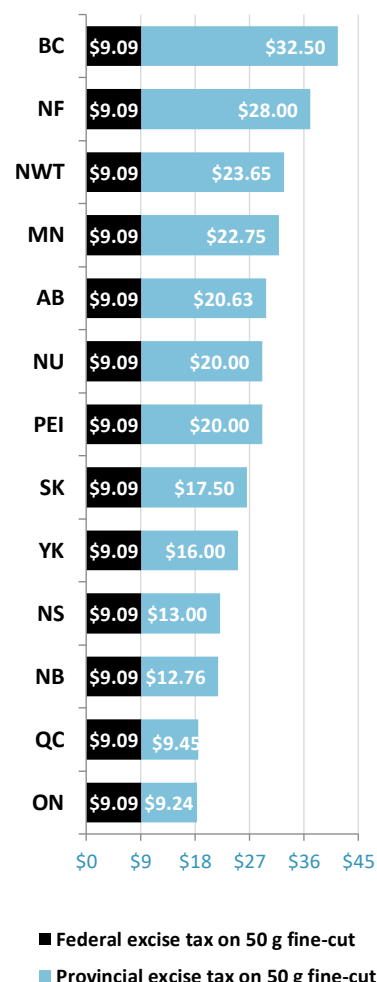 BC $9.09 $32.50
NF $9.09 $28.00
NWT $9.09 $23.65
MN $9.09 $22.75
AB $9.09 $20.63
NU $9.09 $20.00
PEI $9.09 $20.00
SK $9.09 $17.50
YK $9.09 $16.00
NS $9.09 $13.00
NB $9.09 $12.76
QC $9.09 $9.45
ON $9.09 $9.24
$0 $9 $18 $27 $36 $45
Federal excise tax on 50 g fine-cut
Provincial excise tax on 50 g fine-cut